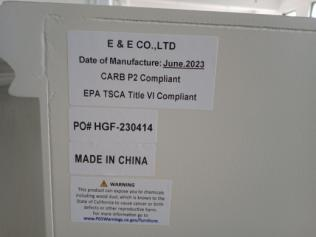 E & E CO.,LTD
Date of Manufacture: June.2023
CARB P2 Compliant
EPA TSCA Title VI Compliant
PO# HGF-230414
MADE IN CHINA
⚠ WARNING
This product can expose you to chemicals
including wood dust, which is known to the
State of California to cause cancer or birth
defects or other reproductive harm.
For more information go to
www.P65Warnings.ca.gov/furniture.